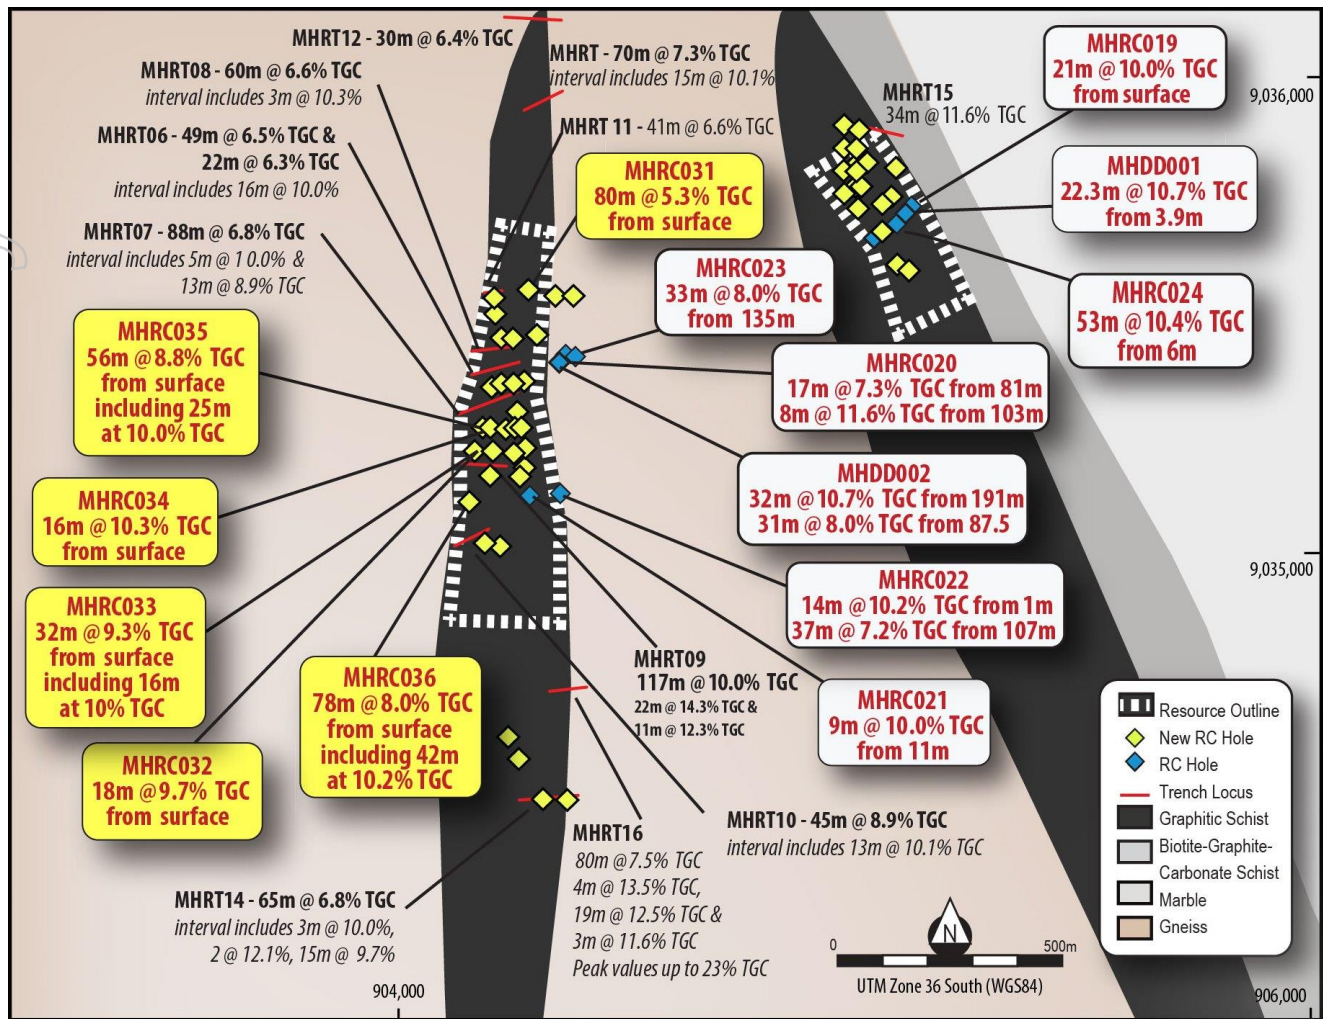 MHRT12 - 30m @ 6.4% TGC
MHRT08 - 60m @ 6.6% TGC
interval includes 3m @ 10.3%
MHRT06 - 49m @ 6.5% TGC &
22m @ 6.3% TGC
interval includes 16m @ 10.0%
MHRT07 - 88m @ 6.8% TGC
interval includes 5m @ 10.0% &
13m @ 8.9% TGC
MHRT - 70m @ 7.3% TGC
interval includes 15m @ 10.1%
MHRT 11 - 41m @ 6.6% TGC
MHRC031
80m @ 5.3% TGC
from surface
MHRC023
33m @ 8.0% TGC
from 135m
MHRT15
34m @ 11.6% TGC
MHRC019
21m @ 10.0% TGC
from surface
9,036,000
MHDD001
22.3m @ 10.7% TGC
from 3.9m
MHRC024
53m @ 10.4% TGC
from 6m
MHRC020
17m @ 7.3% TGC from 81m
8m @ 11.6% TGC from 103m
MHDD002
32m @ 10.7% TGC from 191m
31m @ 8.0% TGC from 87.5
9,035,000
MHRC022
14m @ 10.2% TGC from 1m
37m @ 7.2% TGC from 107m
MHRC021
9m @ 10.0% TGC
from 11m
MHRC035
56m @ 8.8% TGC
from surface
including 25m
at 10.0% TGC
MHRC034
16m @ 10.3% TGC
from surface
MHRC033
32m @ 9.3% TGC
from surface
including 16m
at 10% TGC
MHRC032
18m @ 9.7% TGC
from surface
MHRC036
78m @ 8.0% TGC
from surface
including 42m
at 10.2% TGC
MHRT09
117m @ 10.0% TGC
22m @ 14.3% TGC &
11m @ 12.3% TGC
MHRT10 - 45m @ 8.9% TGC
interval includes 13m @ 10.1% TGC
MHRT16
80m @ 7.5% TGC
4m @ 13.5% TGC,
19m @ 12.5% TGC &
3m @ 11.6% TGC
Peak values up to 23% TGC
MHRT14 - 65m @ 6.8% TGC
interval includes 3m @ 10.0%,
2 @ 12.1%, 15m @ 9.7%
Resource Outline
New RC Hole
RC Hole
Trench Locus
Graphitic Schist
Biotite-Graphite-
Carbonate Schist
Marble
Gneiss
N
0
500m
UTM Zone 36 South (WGS84)
904,000
906,000